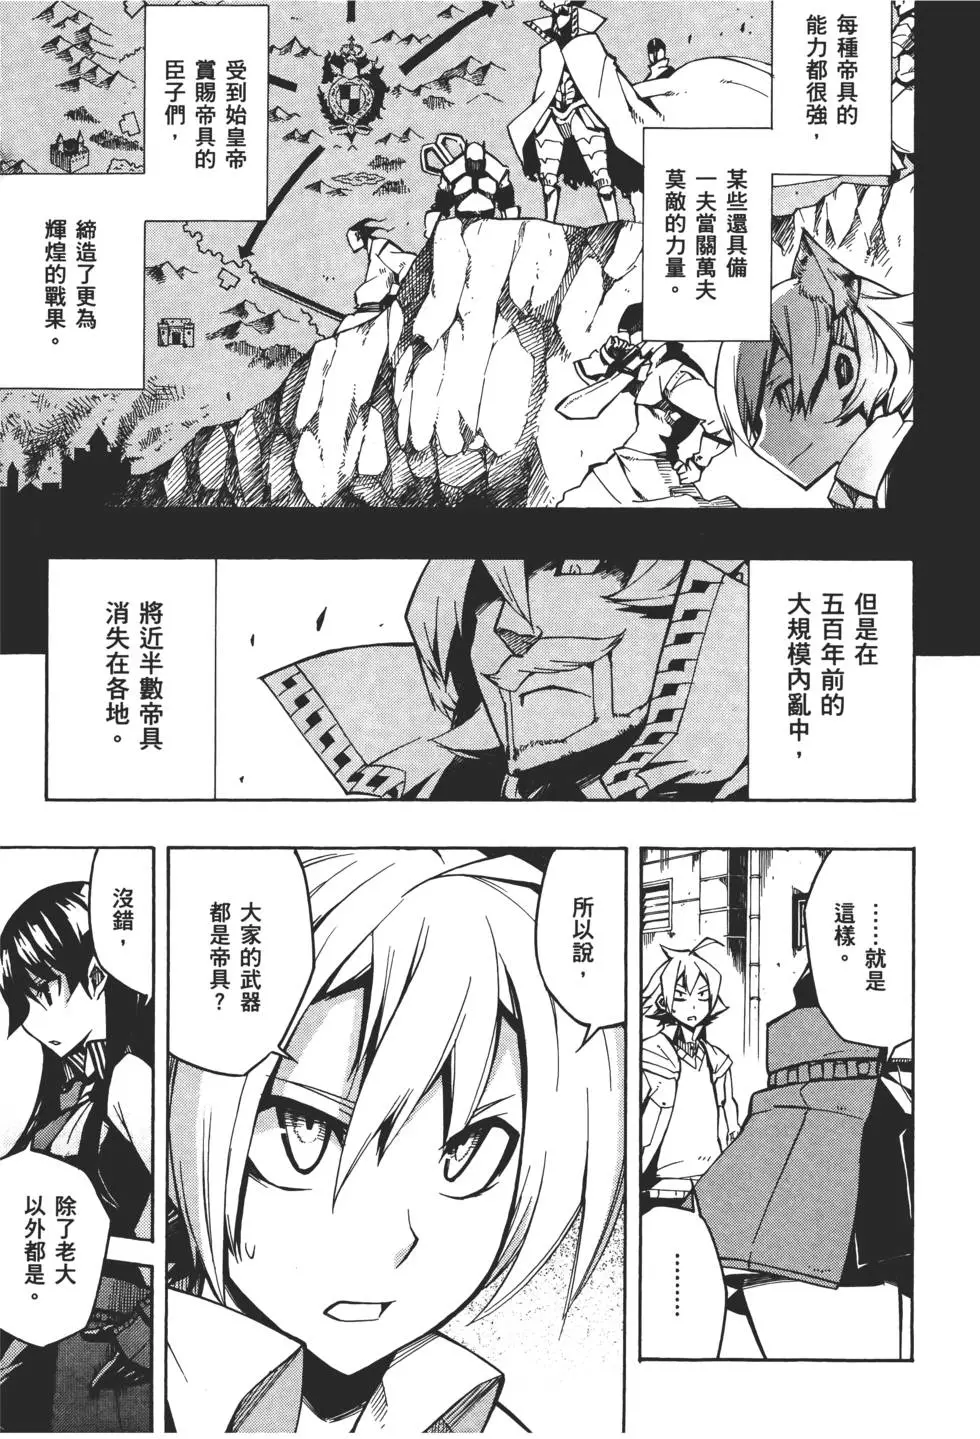 每種帝具的
能力都很強，
某些還具備
一夫當關萬夫
莫敵的力量。
受到始皇帝
賞賜帝具的
臣子們，
締造了更為
輝煌的戰果。
但是在
五百年前的
大規模內亂中，
將近半數帝具
消失在各地。
……就是
這樣。
………
所以說，
大家的武器
都是帝具？
沒錯，
除了老大
以外都是。